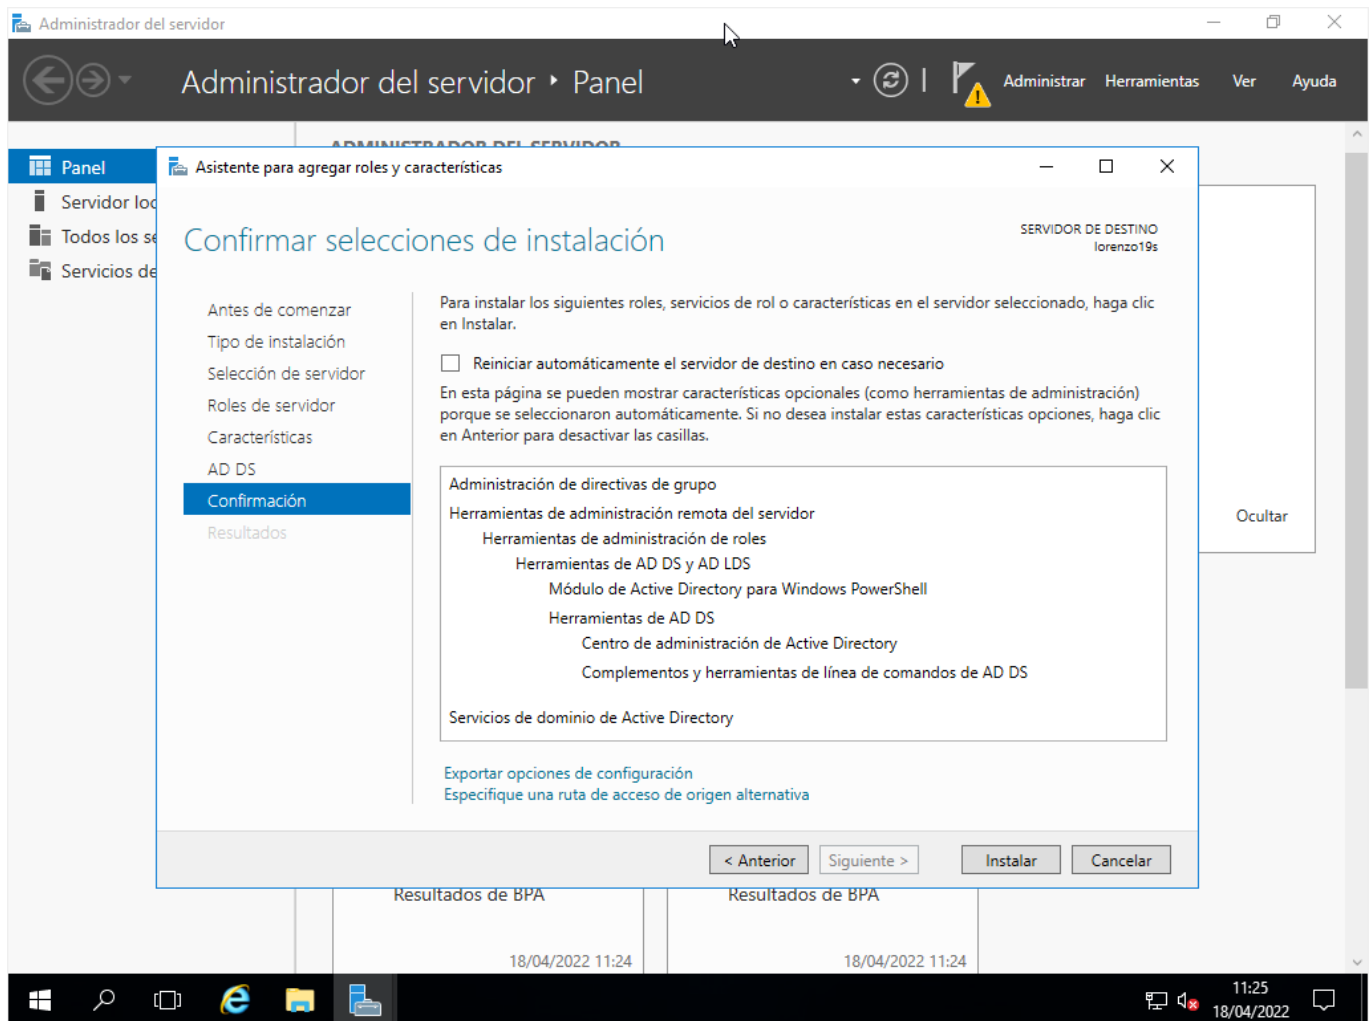 Administrador del servidor
Administrador del servidor ‣ Panel
Administrar Herramientas Ver Ayuda
ADMINISTRADOR DEL SERVIDOR
Panel
Servidor loc
Todos los se
Servicios de
Asistente para agregar roles y características
Confirmar selecciones de instalación
SERVIDOR DE DESTINO
lorenzo19s
Antes de comenzar
Tipo de instalación
Selección de servidor
Roles de servidor
Características
AD DS
Confirmación
Resultados
Para instalar los siguientes roles, servicios de rol o características en el servidor seleccionado, haga clic
en Instalar.
Reiniciar automáticamente el servidor de destino en caso necesario
En esta página se pueden mostrar características opcionales (como herramientas de administración)
porque se seleccionaron automáticamente. Si no desea instalar estas características opciones, haga clic
en Anterior para desactivar las casillas.
Administración de directivas de grupo
Herramientas de administración remota del servidor
Herramientas de administración de roles
Herramientas de AD DS y AD LDS
Módulo de Active Directory para Windows PowerShell
Herramientas de AD DS
Centro de administración de Active Directory
Complementos y herramientas de línea de comandos de AD DS
Servicios de dominio de Active Directory
Exportar opciones de configuración
Especifique una ruta de acceso de origen alternativa
< Anterior Siguiente > Instalar Cancelar
Ocultar
Resultados de BPA
18/04/2022 11:24
Resultados de BPA
18/04/2022 11:24
11:25
18/04/2022